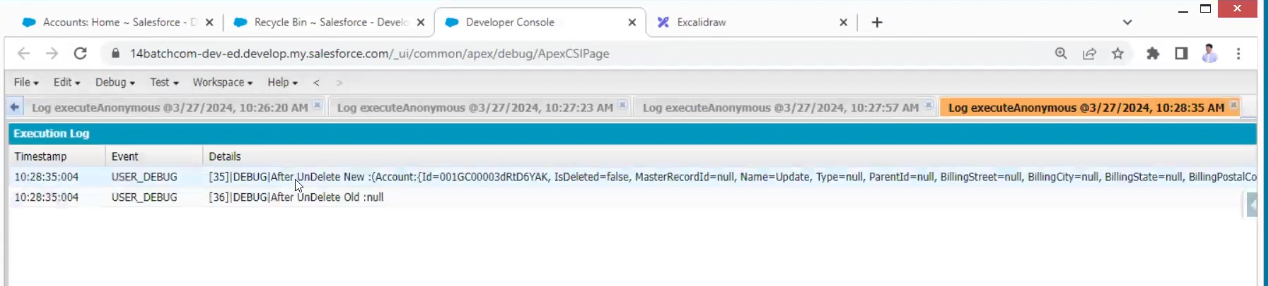 Accounts: Home ~ Salesforce - D
Recycle Bin ~ Salesforce - Develo
Developer Console
Excalidraw
14batchcom-dev-ed.develop.my.salesforce.com/_ui/common/apex/debug/ApexCSIPage
File Edit Debug Test Workspace Help < >
Log executeAnonymous @3/27/2024, 10:26:20 AM
Log executeAnonymous @3/27/2024, 10:27:23 AM
Log executeAnonymous @3/27/2024, 10:27:57 AM
Log executeAnonymous @3/27/2024, 10:28:35 AM
Execution Log
Timestamp Event Details
10:28:35:004 USER_DEBUG [35]|DEBUG|After UnDelete New :(Account:{Id=001GC00003dRtD6YAK, IsDeleted=false, MasterRecordId=null, Name=Update, Type=null, ParentId=null, BillingStreet=null, BillingCity=null, BillingState=null, BillingPostalCo
10:28:35:004 USER_DEBUG [36]|DEBUG|After UnDelete Old :null